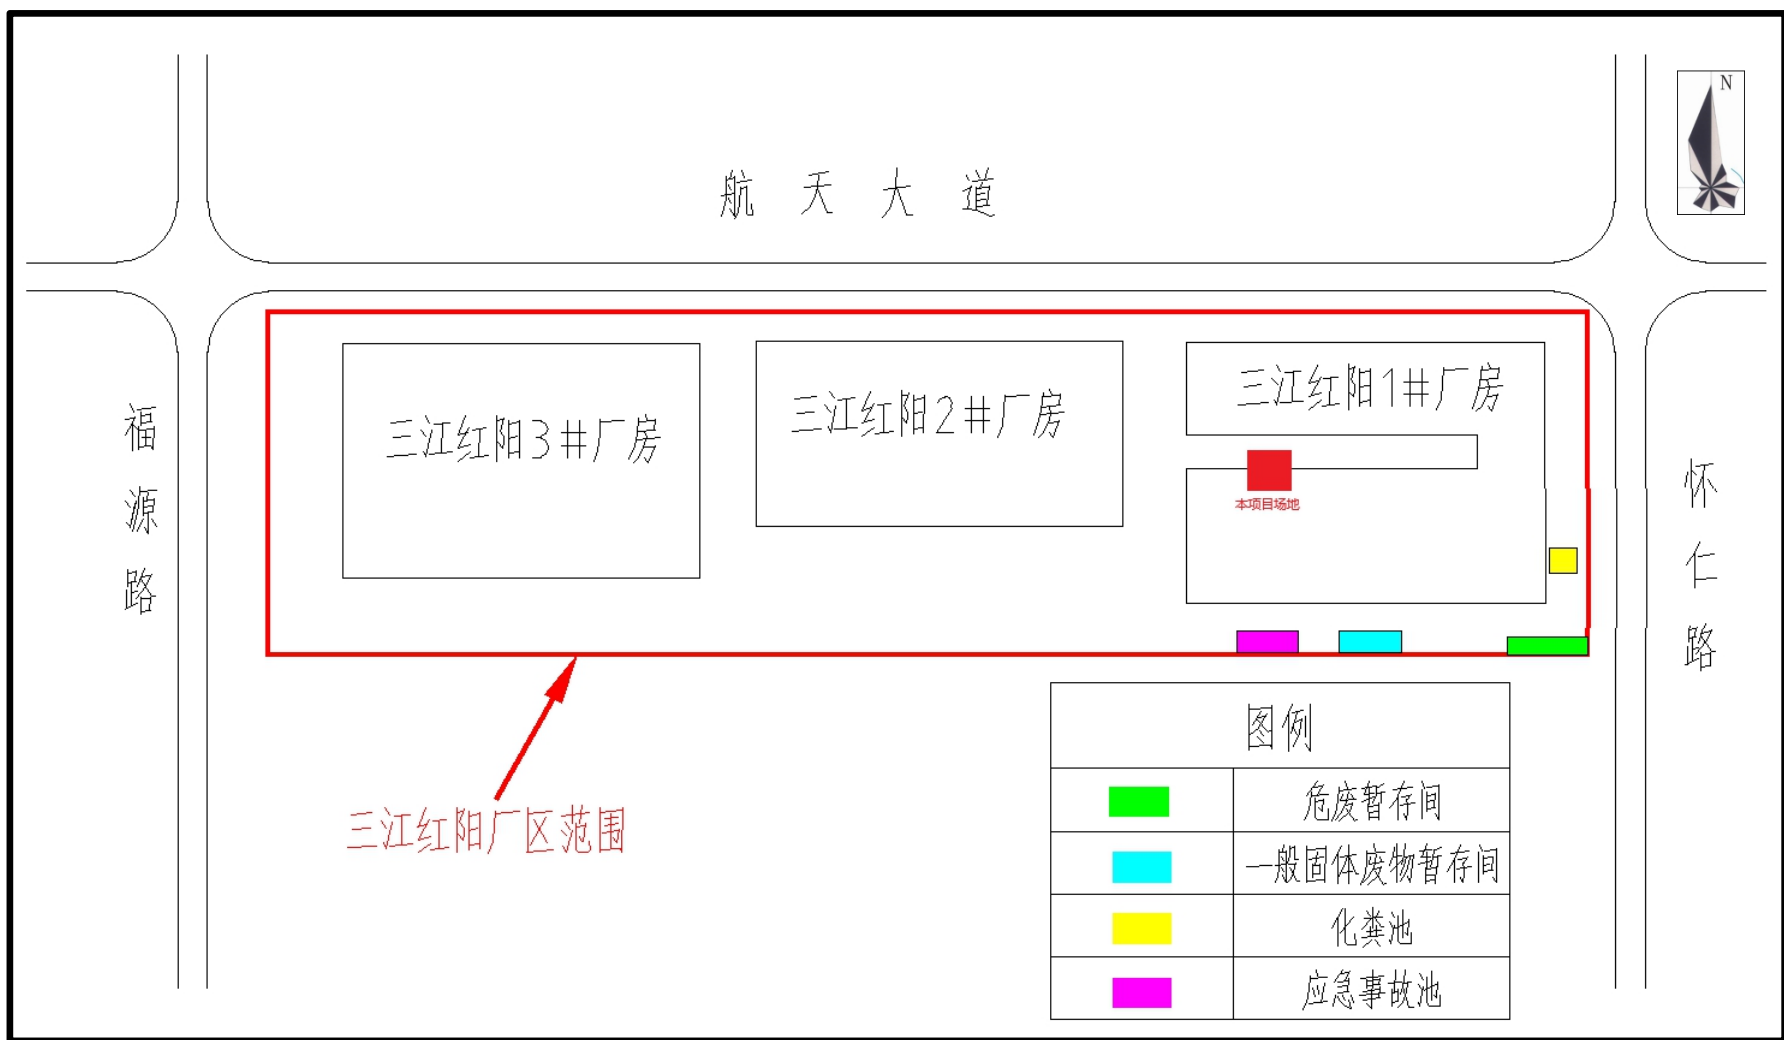 N
航天大道
三江红阳1#厂房
三江红阳2#厂房
三江红阳3#厂房
福源路
怀仁路
本项目场地
图例
三江红阳厂区范围
危废暂存间
一般固体废物暂存间
化粪池
应急事故池